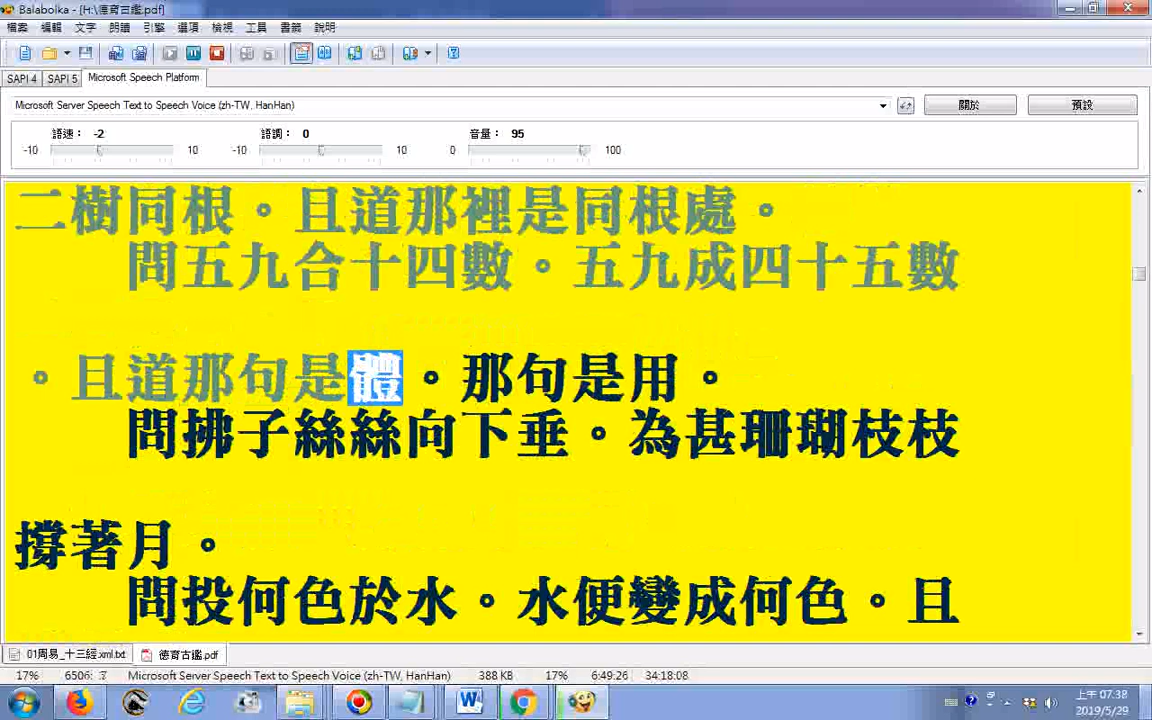 Balabolka - [H:\德育古鑑.pdf]
檔案 編輯 文字 朗讀 引擎 選項 檢視 工具 書籤 說明
SAPI 4 SAPI 5 Microsoft Speech Platform
Microsoft Server Speech Text to Speech Voice (zh-TW, HanHan) 關於 預設
語速： -2 語調： 0 音量： 95
-10 10 -10 10 0 100
二樹同根。且道那裡是同根處。
問五九合十四數。五九成四十五數
。且道那句是體。那句是用。
問拂子絲絲向下垂。為甚珊瑚枝枝
撐著月。
問投何色於水。水便變成何色。且
01周易_十三經.xml.txt 德育古鑑.pdf
17% 6506: ? Microsoft Server Speech Text to Speech Voice (zh-TW, HanHan) 388 KB 17% 6:49:26 34:18:08
上午 07:38
2019/5/29